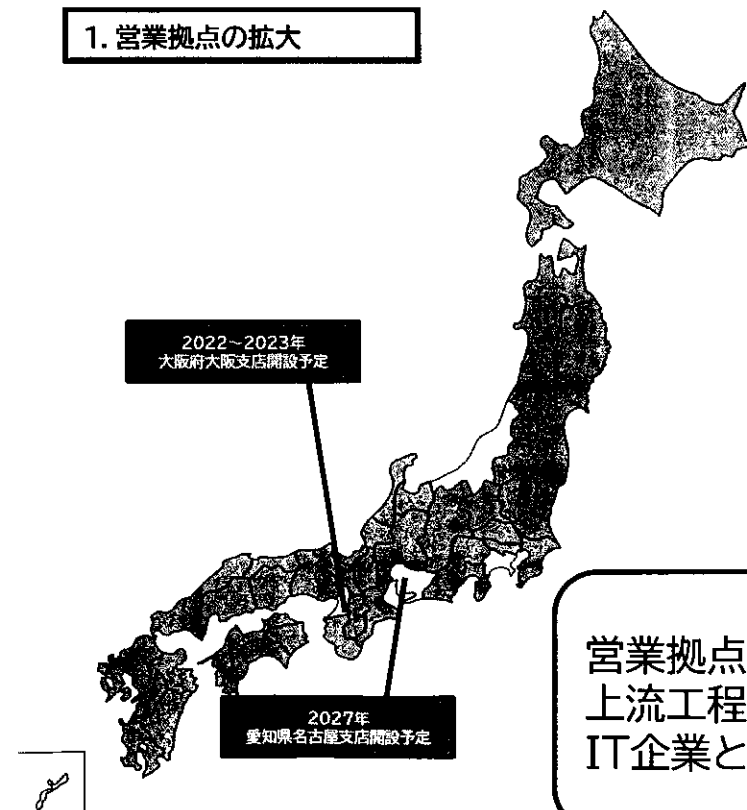 1. 営業拠点の拡大
2022～2023年
大阪府大阪支店開設予定
2027年
愛知県名古屋支店開設予定
営業拠点
上流工程
IT企業と